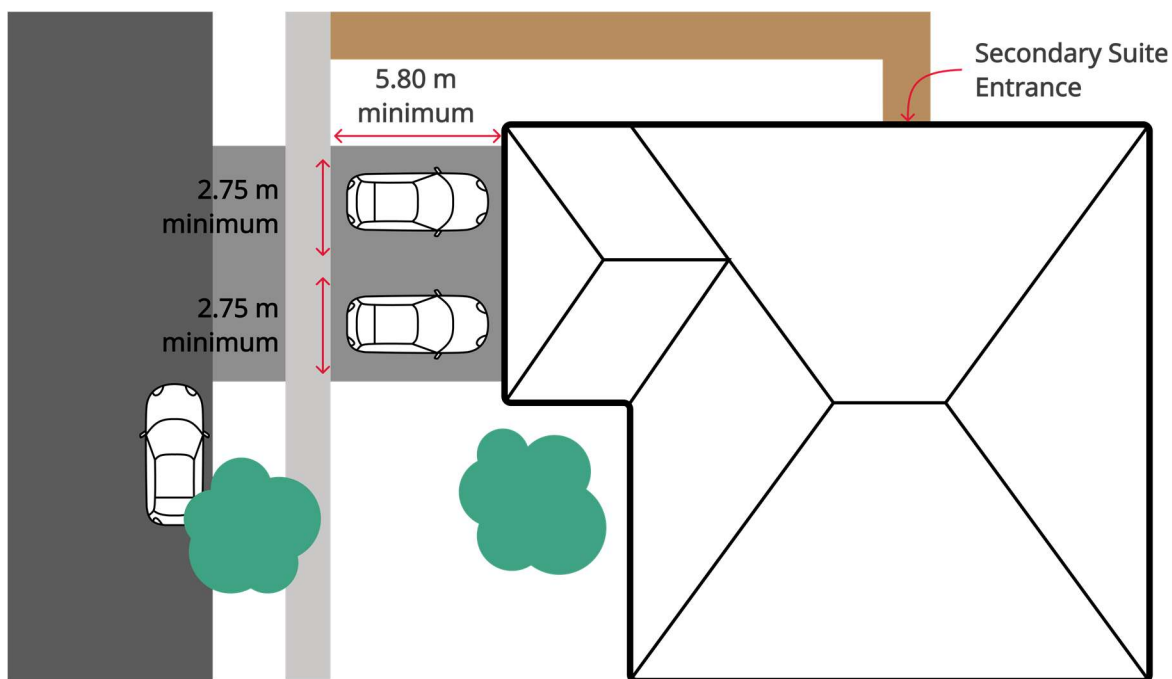 Secondary Suite
Entrance
5.80 m
minimum
2.75 m
minimum
2.75 m
minimum